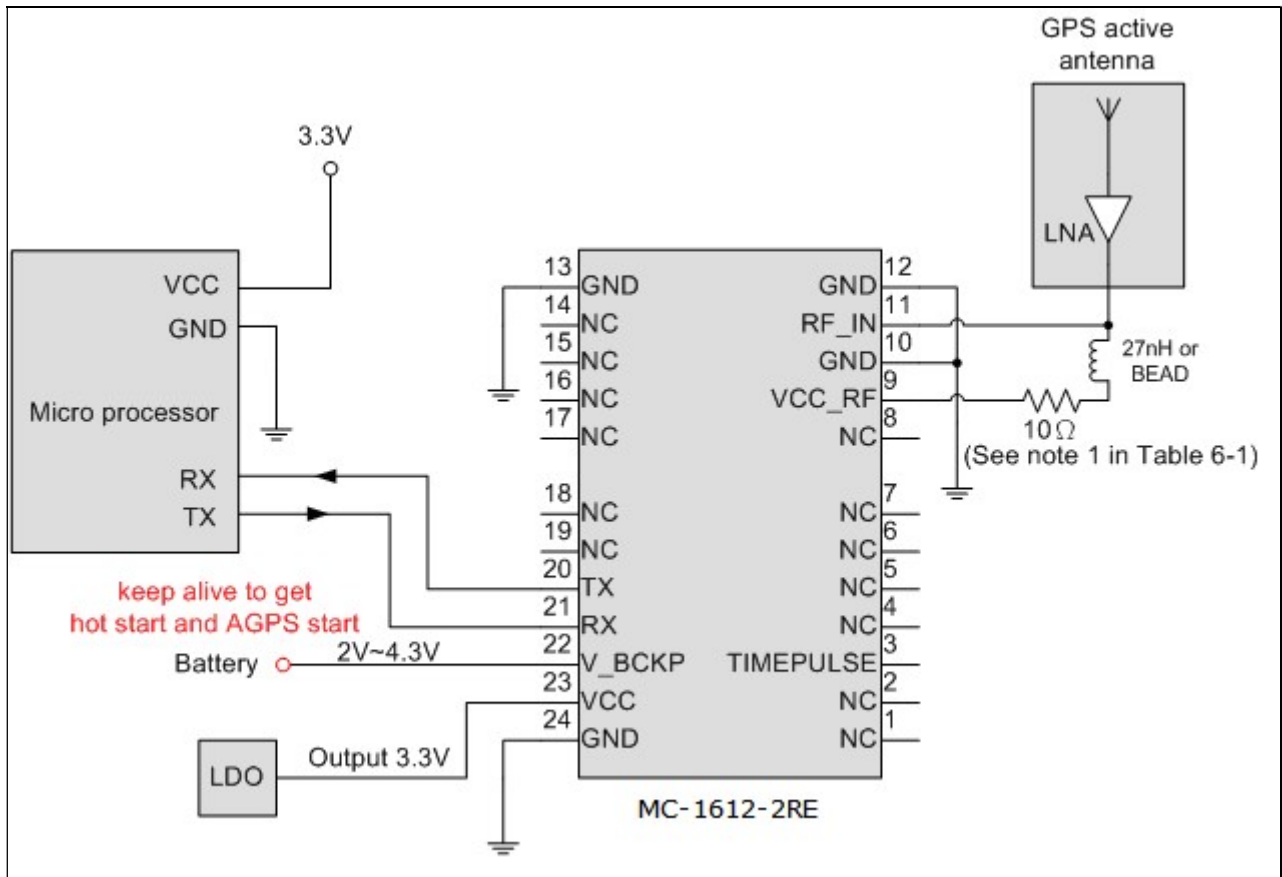 GPS active
antenna
LNA
27nH or
BEAD
10Ω
(See note 1 in Table 6-1)
3.3V
VCC
GND
Micro processor
RX
TX
keep alive to get
hot start and AGPS start
Battery
2V~4.3V
LDO
Output 3.3V
13 GND
14 NC
15 NC
16 NC
17 NC
18 NC
19 NC
20 TX
21 RX
22 V_BCKP
23 VCC
24 GND
GND 12
RF_IN 11
GND 10
VCC_RF 9
NC 8
NC 7
NC 6
NC 5
NC 4
TIMEPULSE 3
NC 2
NC 1
MC-1612-2RE